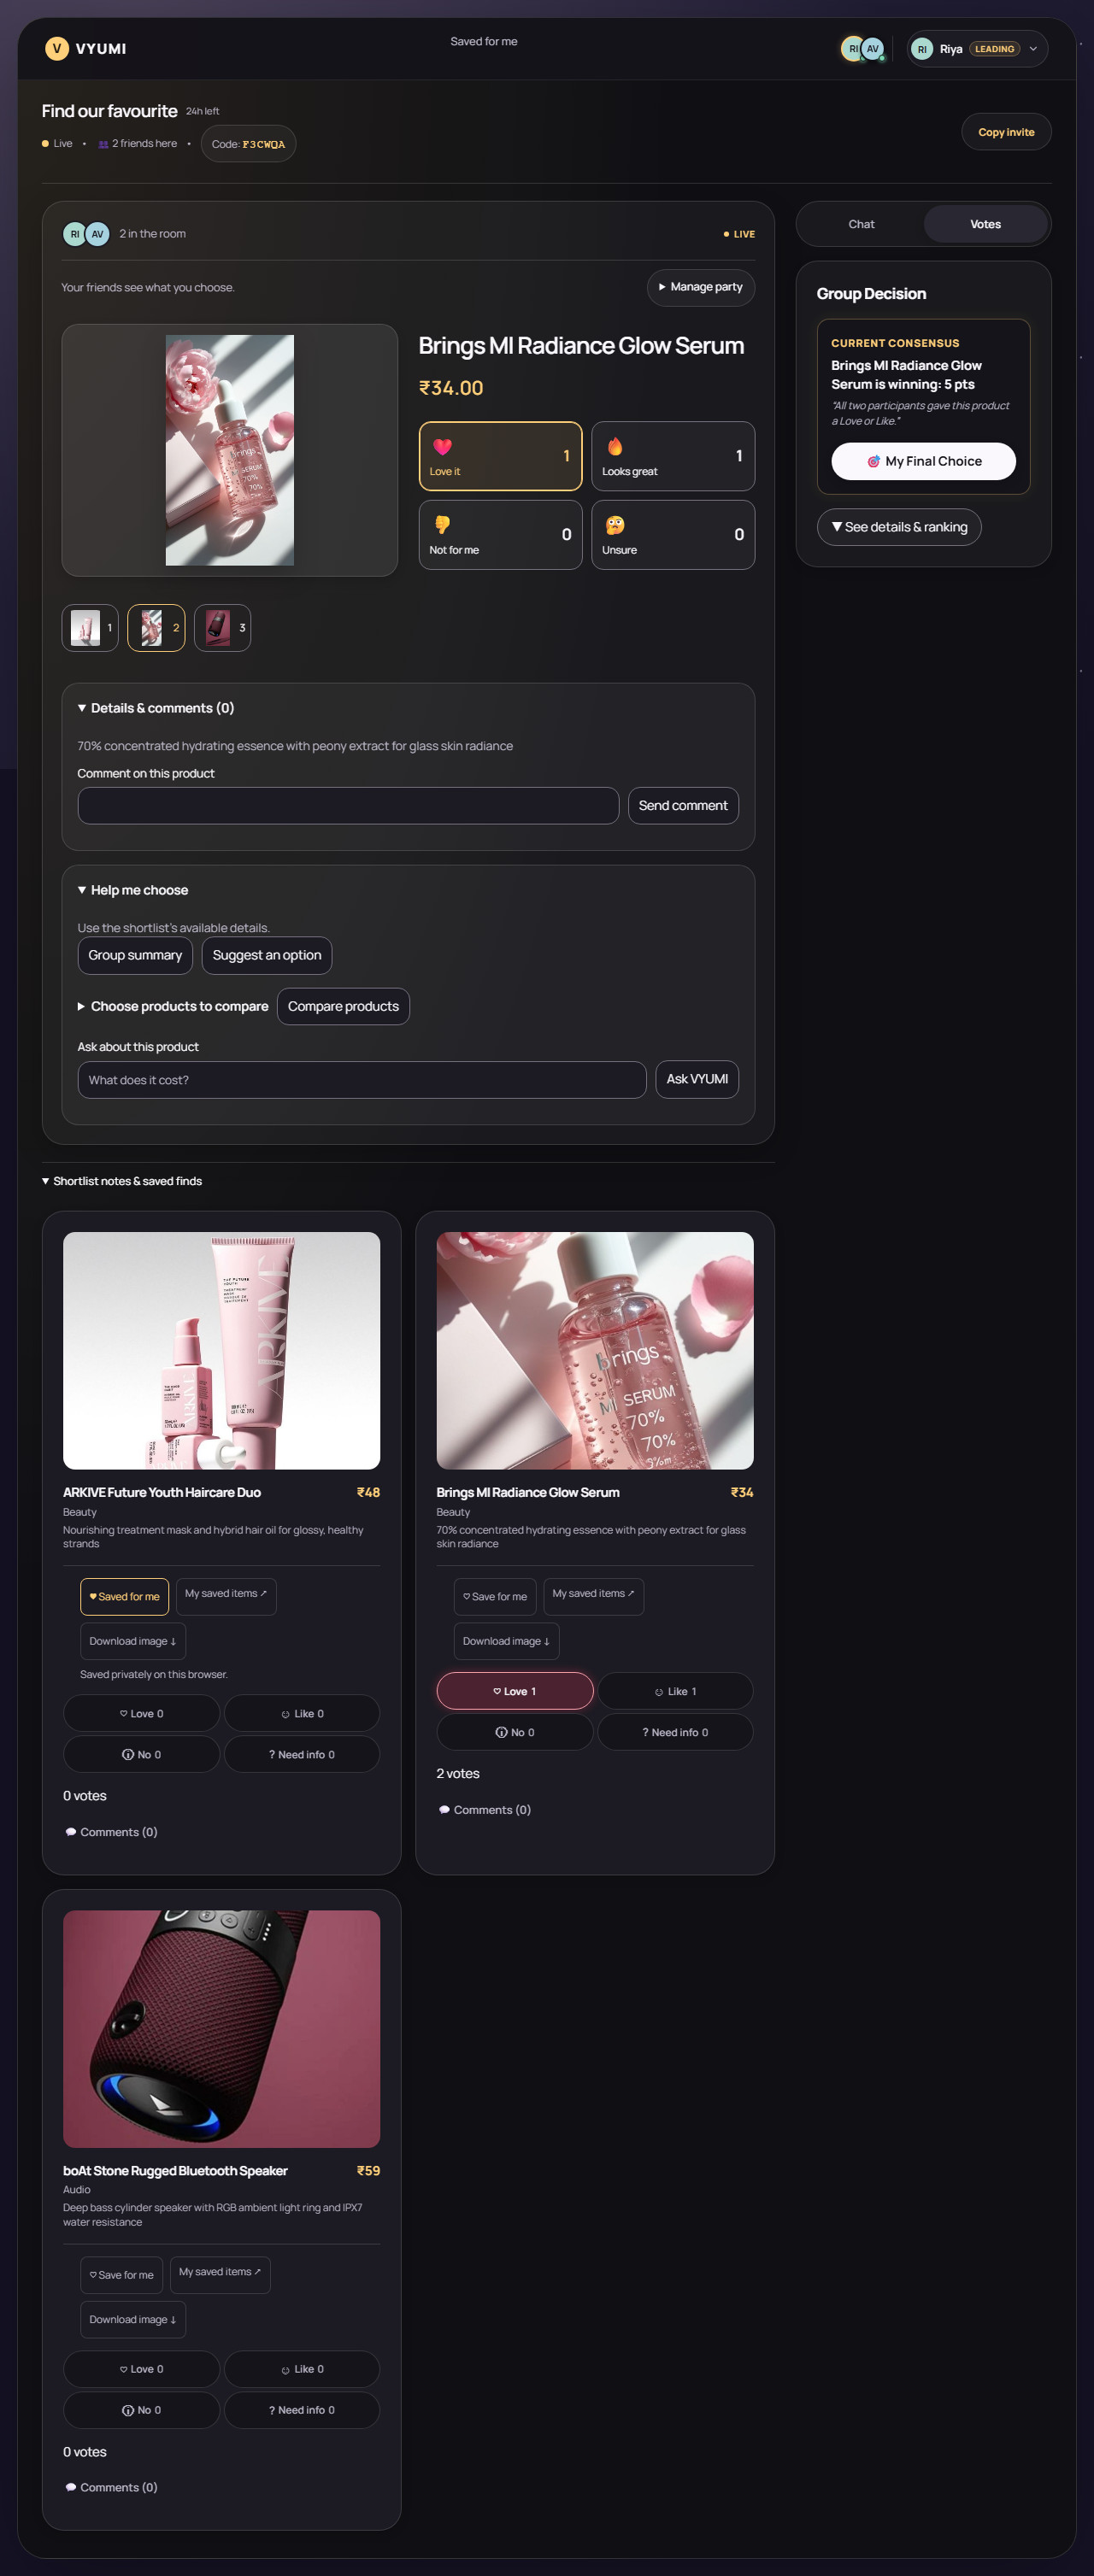 V VYUMI
Saved for me
RI AV
RI Riya LEADING
Find our favourite 24h left
Live • 2 friends here • Code: F3CWQA
Copy invite
RI AV 2 in the room
LIVE
Your friends see what you choose.
▶ Manage party
Brings MI Radiance Glow Serum
₹34.00
Love it 1
Looks great 1
Not for me 0
Unsure 0
brings
SERUM
70%
70%
1
2
3
▼ Details & comments (0)
70% concentrated hydrating essence with peony extract for glass skin radiance
Comment on this product
Send comment
▼ Help me choose
Use the shortlist's available details.
Group summary
Suggest an option
▶ Choose products to compare
Compare products
Ask about this product
What does it cost?
Ask VYUMI
Chat
Votes
Group Decision
CURRENT CONSENSUS
Brings MI Radiance Glow
Serum is winning: 5 pts
"All two participants gave this product
a Love or Like."
My Final Choice
▼ See details & ranking
▼ Shortlist notes & saved finds
THE FUTURE
YOUTH
ARKIVE
ARKIVE
ARKIVE Future Youth Haircare Duo ₹48
Beauty
Nourishing treatment mask and hybrid hair oil for glossy, healthy
strands
♥ Saved for me
My saved items ↗
Download image ↓
Saved privately on this browser.
♡ Love 0
☺ Like 0
No 0
? Need info 0
0 votes
Comments (0)
brings
MI SERUM
70%
70%
Brings MI Radiance Glow Serum ₹34
Beauty
70% concentrated hydrating essence with peony extract for glass
skin radiance
♡ Save for me
My saved items ↗
Download image ↓
♡ Love 1
☺ Like 1
No 0
? Need info 0
2 votes
Comments (0)
boAt Stone Rugged Bluetooth Speaker ₹59
Audio
Deep bass cylinder speaker with RGB ambient light ring and IPX7
water resistance
♡ Save for me
My saved items ↗
Download image ↓
♡ Love 0
☺ Like 0
No 0
? Need info 0
0 votes
Comments (0)